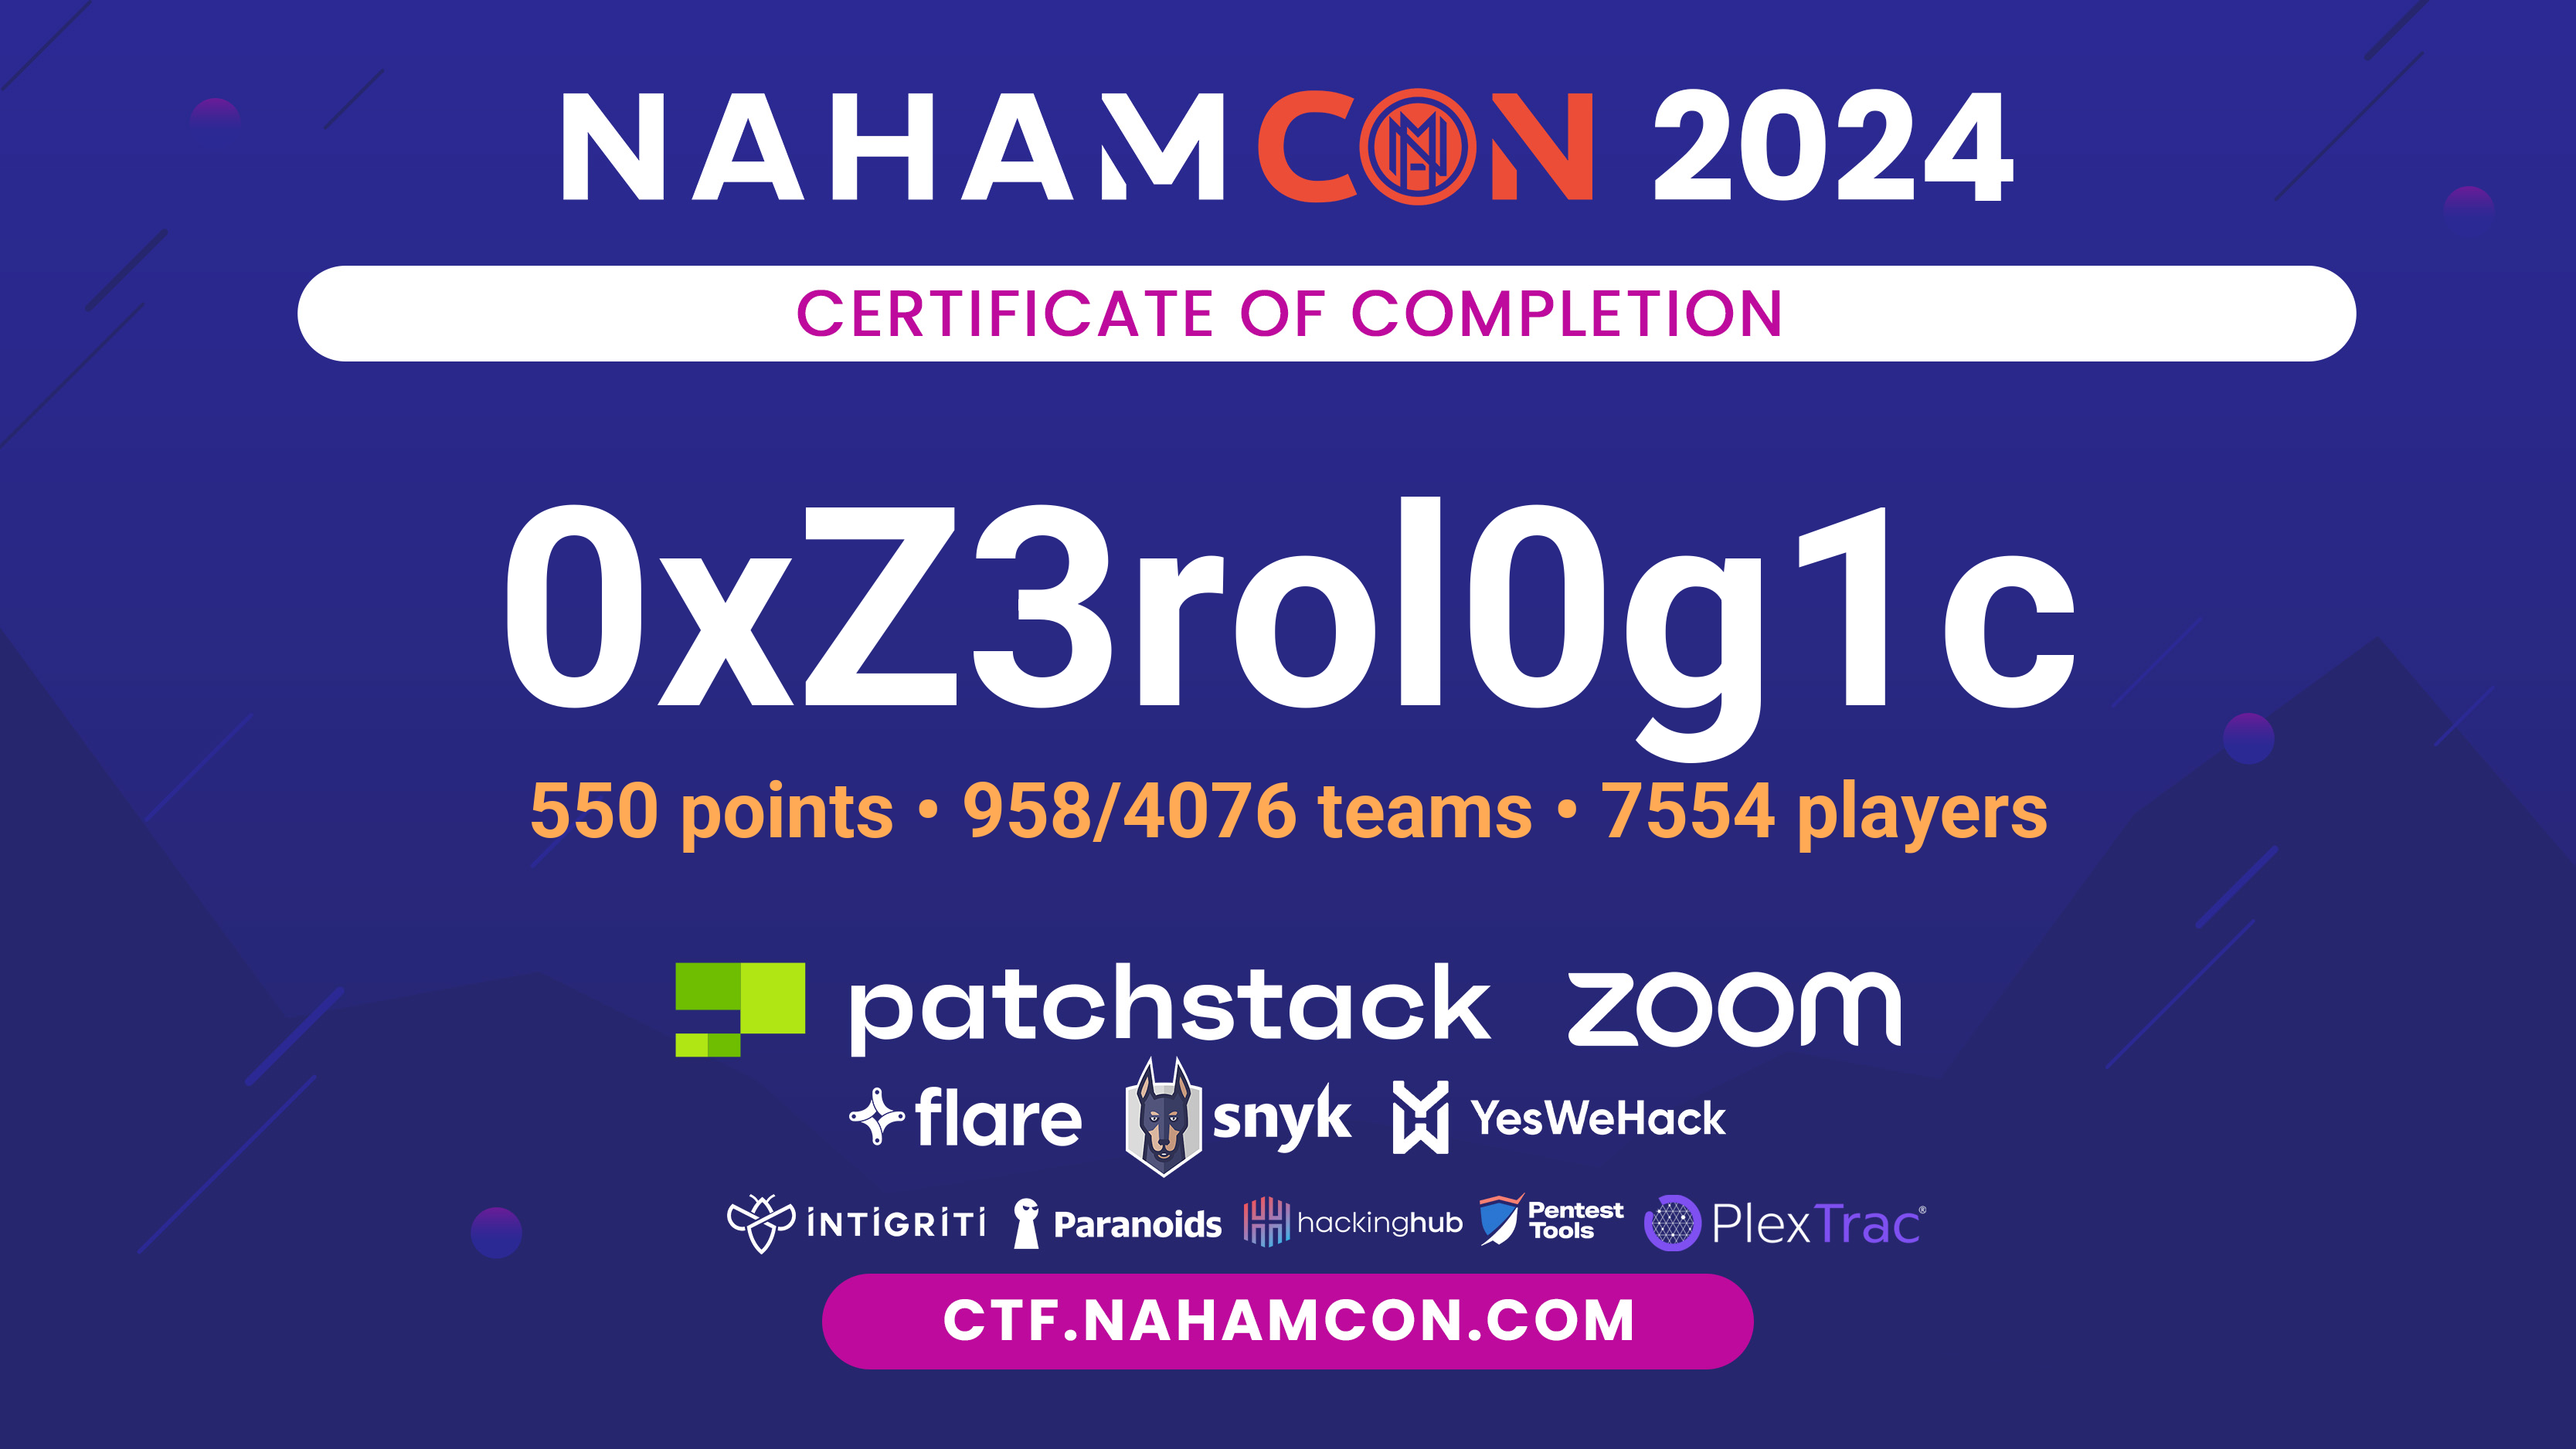 NAHAMCON 2024
CERTIFICATE OF COMPLETION
0xZ3rol0g1c
550 points • 958/4076 teams • 7554 players
patchstack zoom
flare snyk YesWeHack
INTIGRITI Paranoids hackinghub Pentest Tools PlexTrac®
CTF.NAHAMCON.COM